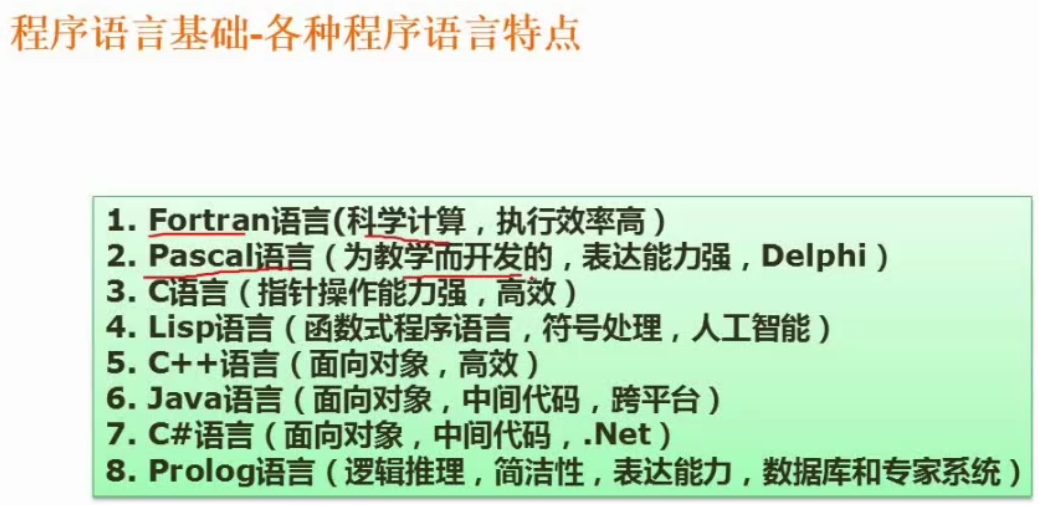 程序语言基础-各种程序语言特点
1. Fortran语言(科学计算，执行效率高）
2. Pascal语言（为教学而开发的，表达能力强，Delphi）
3. C语言（指针操作能力强，高效）
4. Lisp语言（函数式程序语言，符号处理，人工智能）
5. C++语言（面向对象，高效）
6. Java语言（面向对象，中间代码，跨平台）
7. C#语言（面向对象，中间代码，.Net）
8. Prolog语言（逻辑推理，简洁性，表达能力，数据库和专家系统）